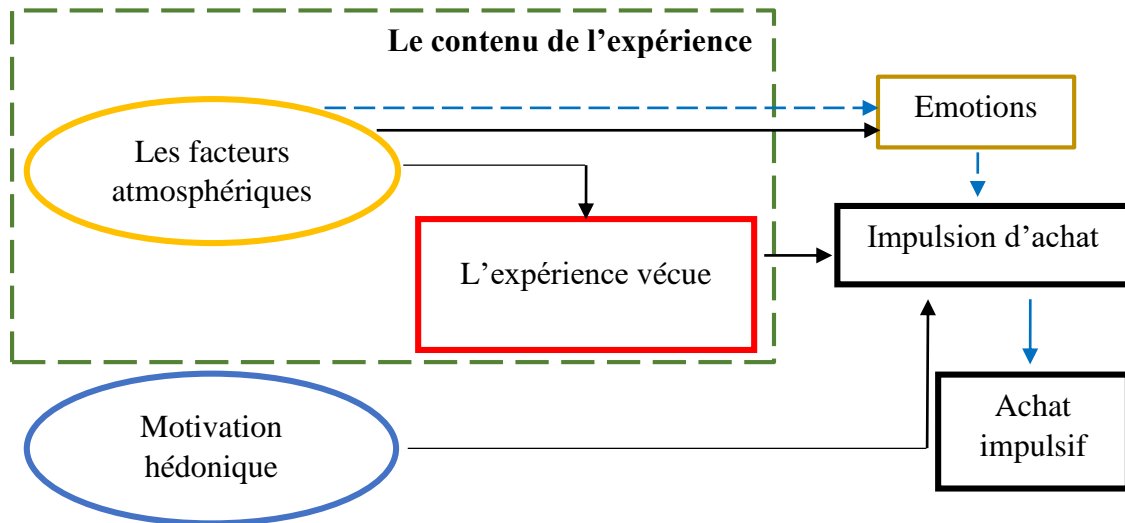 Le contenu de l’expérience
Emotions
Les facteurs
atmosphériques
Impulsion d’achat
L’expérience vécue
Motivation
hédonique
Achat
impulsif